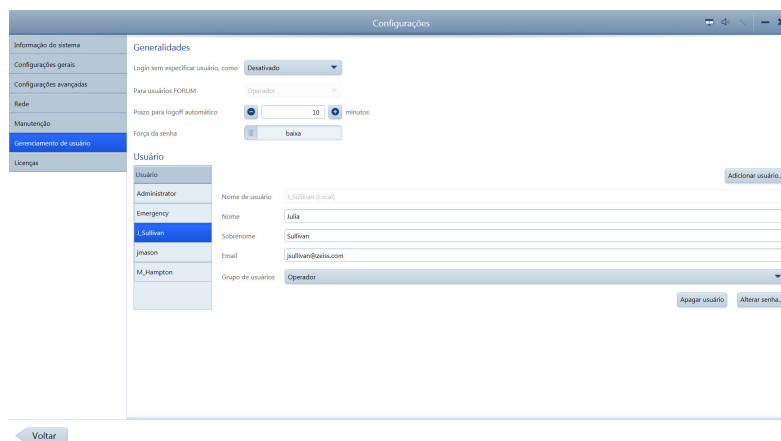 Configurações
Informação do sistema
Configurações gerais
Configurações avançadas
Rede
Manutenção
Gerenciamento de usuário
Licenças
Generalidades
Login sem especificar usuário, como Desativado
Para usuários FORUM Operador
Prazo para logoff automático 10 minutos
Força da senha baixa
Usuário
Usuário
Administrator
Emergency
J_Sullivan
jmason
M_Hampton
Adicionar usuário...
Nome de usuário J_Sullivan (Local)
Nome Julia
Sobrenome Sullivan
Email jsullivan@zeiss.com
Grupo de usuários Operador
Apagar usuário Alterar senha...
Voltar